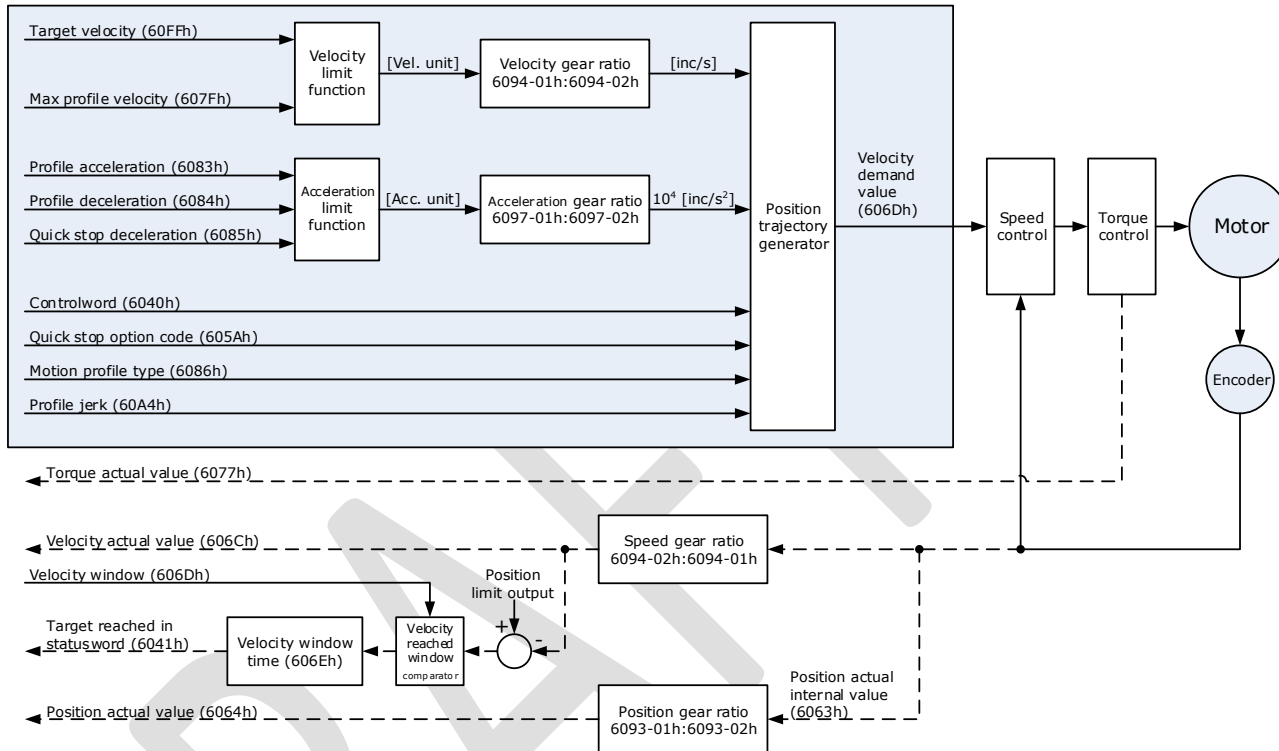 Target velocity (60FFh)
Max profile velocity (607Fh)
Velocity
limit
function
[Vel. unit]
Velocity gear ratio
6094-01h:6094-02h
[inc/s]
Profile acceleration (6083h)
Profile deceleration (6084h)
Quick stop deceleration (6085h)
Acceleration
limit
function
[Acc. unit]
Acceleration gear ratio
6097-01h:6097-02h
10⁴ [inc/s²]
Position
trajectory
generator
Velocity
demand
value
(606Dh)
Speed
control
Torque
control
Motor
Encoder
Controlword (6040h)
Quick stop option code (605Ah)
Motion profile type (6086h)
Profile jerk (60A4h)
Torque actual value (6077h)
Velocity actual value (606Ch)
Speed gear ratio
6094-02h:6094-01h
Velocity window (606Dh)
Position
limit output
+
-
Target reached in
statusword (6041h)
Velocity window
time (606Eh)
Velocity
reached
window
comparator
Position actual
internal value
(6063h)
Position actual value (6064h)
Position gear ratio
6093-01h:6093-02h
DRAFT